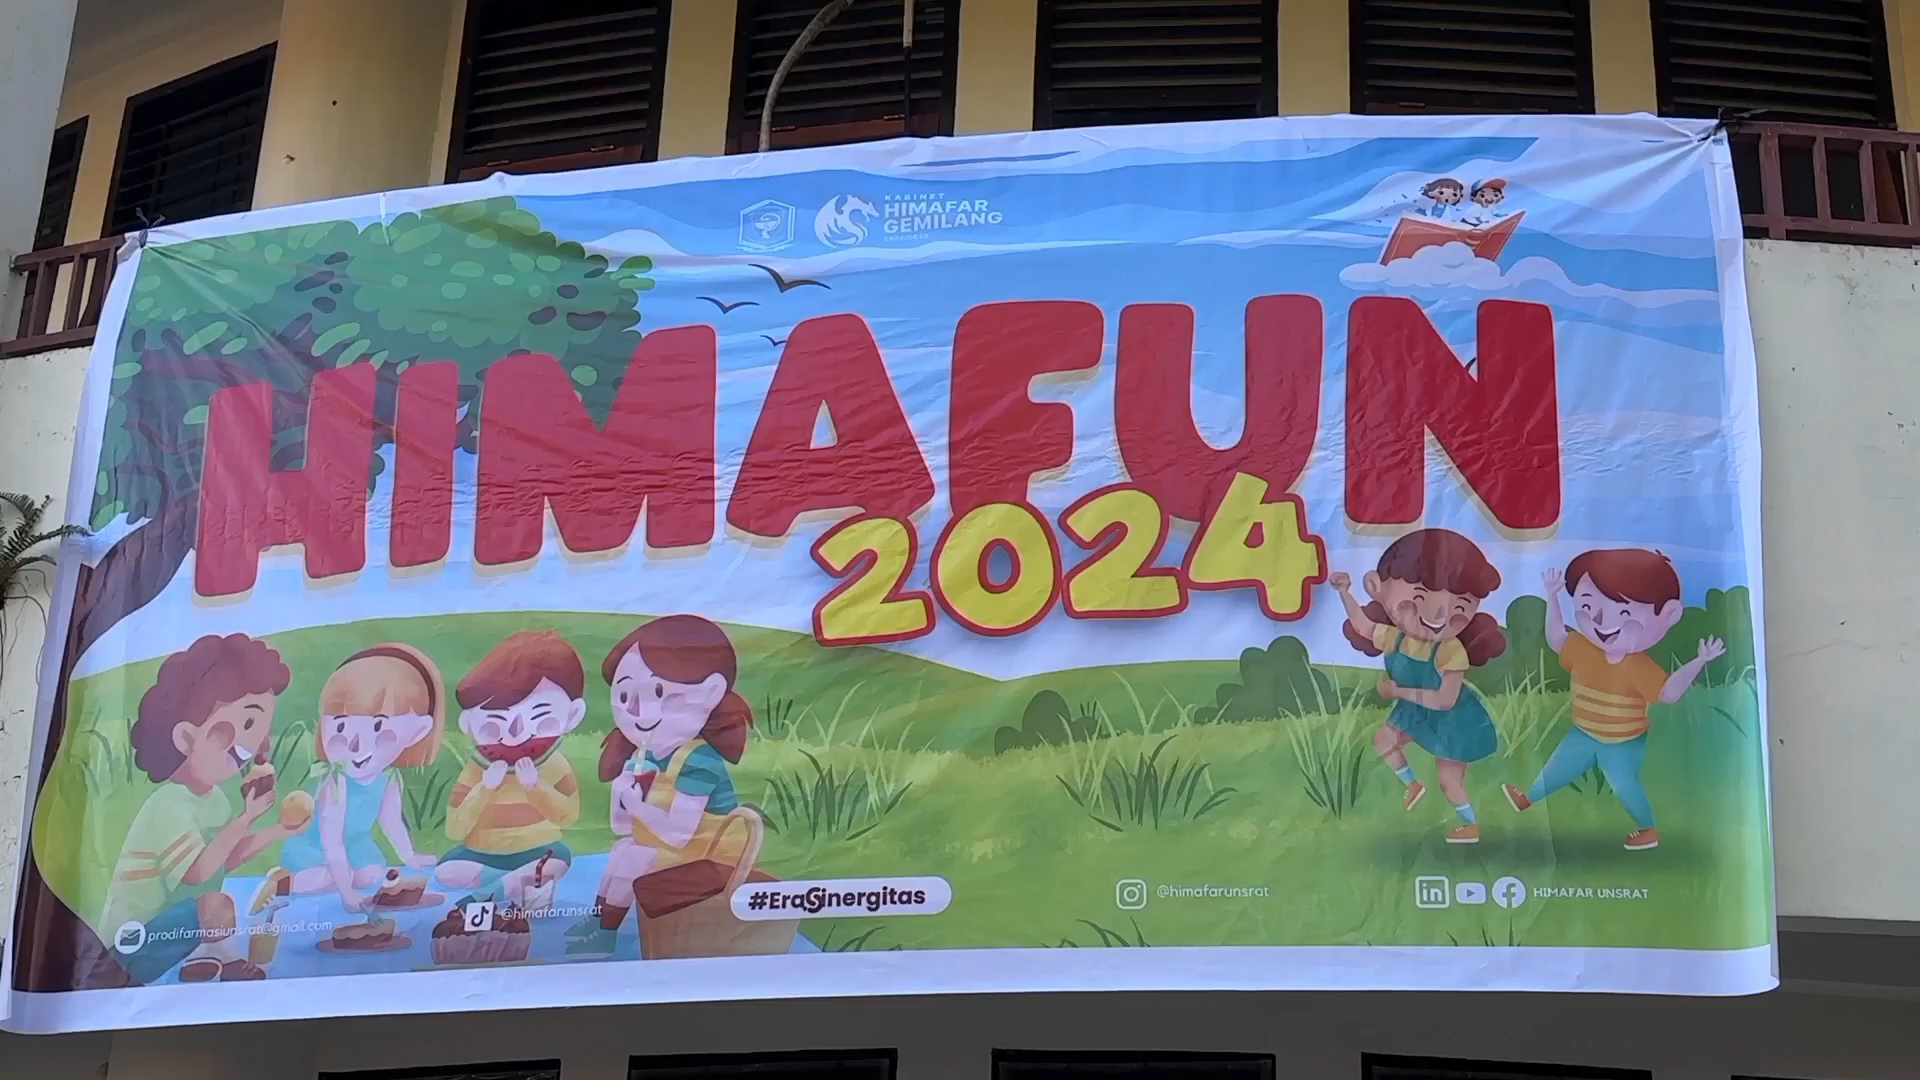 KABINET
HIMAFAR
GEMILANG
HIMAFUN
2024
#EraSinergitas
@himafarunsrat
HIMAFAR UNSRAT
@himafarunsrat
prodifarmasiunsrat@gmail.com